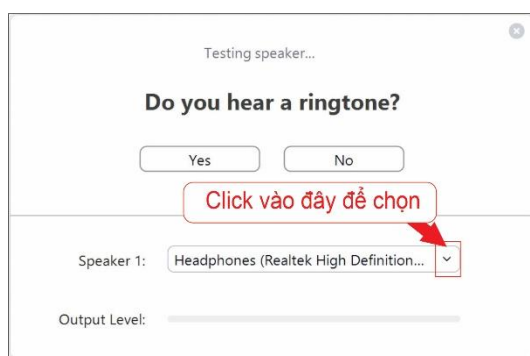 Testing speaker...
Do you hear a ringtone?
Yes No
Click vào đây để chọn
Speaker 1: Headphones (Realtek High Definition...
Output Level: